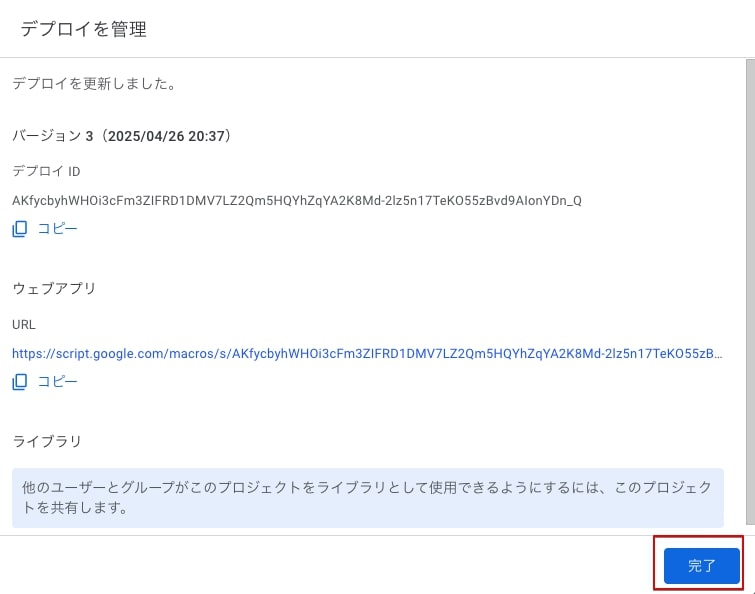 デプロイを管理
デプロイを更新しました。
バージョン 3（2025/04/26 20:37）
デプロイ ID
AKfycbyhWHOi3cFm3ZIFRD1DMV7LZ2Qm5HQYhZqYA2K8Md-2lz5n17TeKO55zBvd9AIonYDn_Q
コピー
ウェブアプリ
URL
https://script.google.com/macros/s/AKfycbyhWHOi3cFm3ZIFRD1DMV7LZ2Qm5HQYhZqYA2K8Md-2lz5n17TeKO55zB…
コピー
ライブラリ
他のユーザーとグループがこのプロジェクトをライブラリとして使用できるようにするには、このプロジェク
トを共有します。
完了